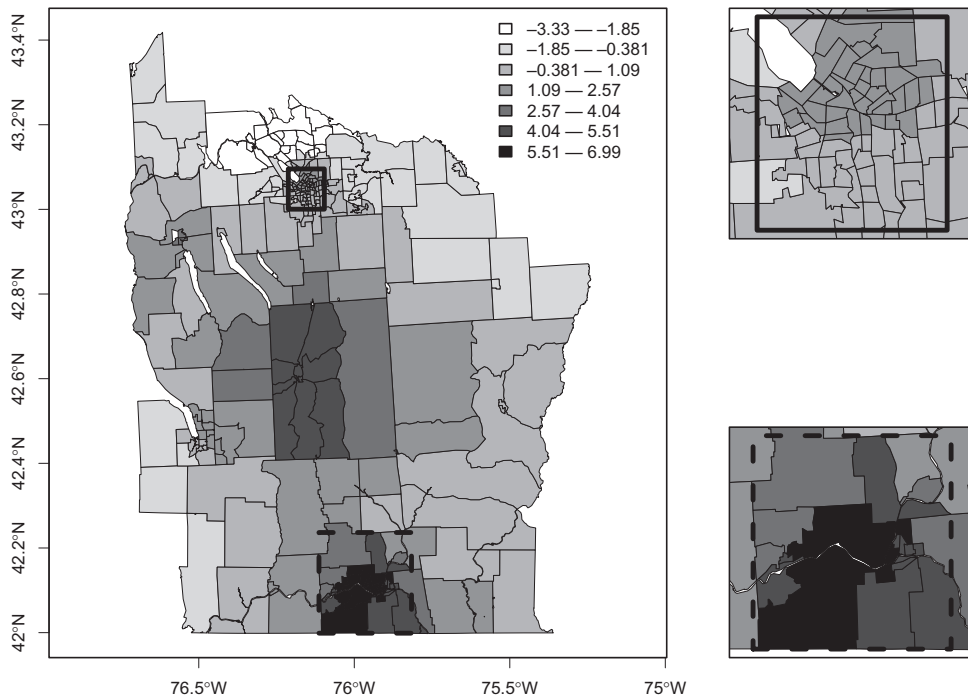 –3.33 — –1.85
–1.85 — –0.381
–0.381 — 1.09
1.09 — 2.57
2.57 — 4.04
4.04 — 5.51
5.51 — 6.99
43.4°N
43.2°N
43°N
42.8°N
42.6°N
42.4°N
42.2°N
42°N
76.5°W
76°W
75.5°W
75°W